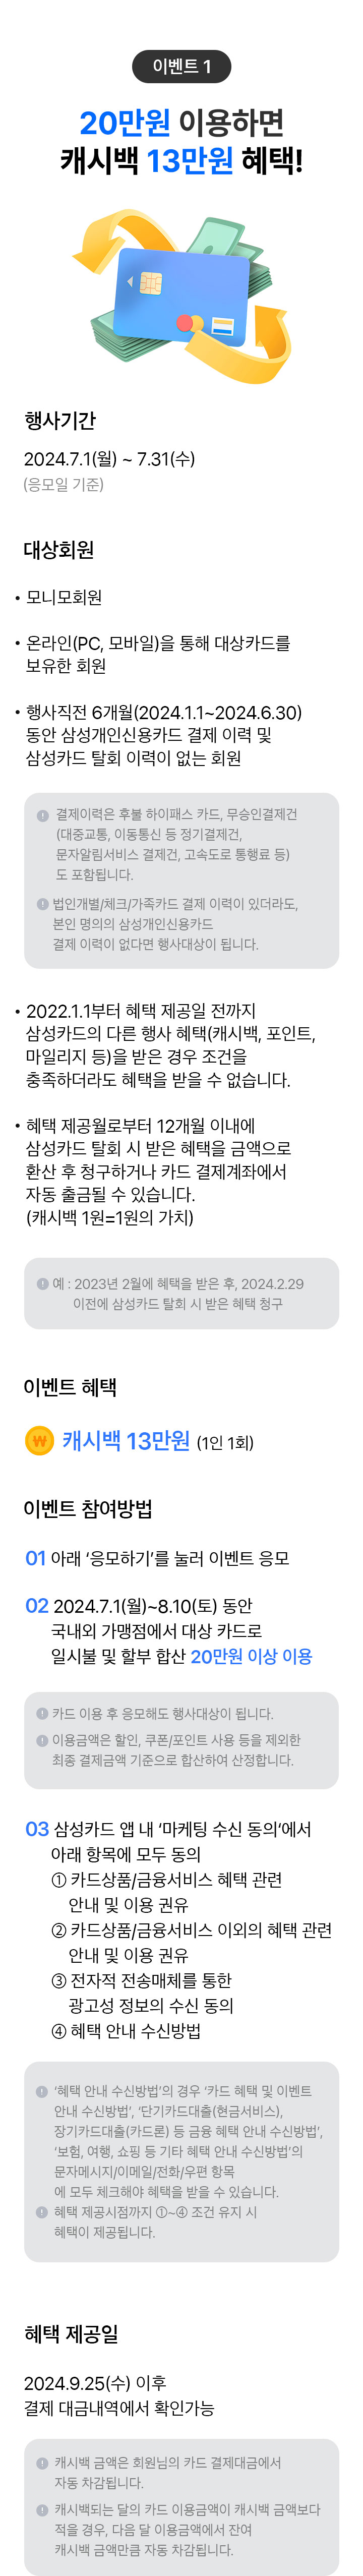 이벤트 1
20만원 이용하면
캐시백 13만원 혜택!
행사기간
2024.7.1(월) ~ 7.31(수)
(응모일 기준)
대상회원
• 모니모회원
• 온라인(PC, 모바일)을 통해 대상카드를
보유한 회원
• 행사직전 6개월(2024.1.1~2024.6.30)
동안 삼성개인신용카드 결제 이력 및
삼성카드 탈회 이력이 없는 회원
결제이력은 후불 하이패스 카드, 무승인결제건
(대중교통, 이동통신 등 정기결제건,
문자알림서비스 결제건, 고속도로 통행료 등)
도 포함됩니다.
법인개별/체크/가족카드 결제 이력이 있더라도,
본인 명의의 삼성개인신용카드
결제 이력이 없다면 행사대상이 됩니다.
• 2022.1.1부터 혜택 제공일 전까지
삼성카드의 다른 행사 혜택(캐시백, 포인트,
마일리지 등)을 받은 경우 조건을
충족하더라도 혜택을 받을 수 없습니다.
• 혜택 제공월로부터 12개월 이내에
삼성카드 탈회 시 받은 혜택을 금액으로
환산 후 청구하거나 카드 결제계좌에서
자동 출금될 수 있습니다.
(캐시백 1원=1원의 가치)
예 : 2023년 2월에 혜택을 받은 후, 2024.2.29
이전에 삼성카드 탈회 시 받은 혜택 청구
이벤트 혜택
₩ 캐시백 13만원 (1인 1회)
이벤트 참여방법
01 아래 ‘응모하기’를 눌러 이벤트 응모
02 2024.7.1(월)~8.10(토) 동안
국내외 가맹점에서 대상 카드로
일시불 및 할부 합산 20만원 이상 이용
카드 이용 후 응모해도 행사대상이 됩니다.
이용금액은 할인, 쿠폰/포인트 사용 등을 제외한
최종 결제금액 기준으로 합산하여 산정합니다.
03 삼성카드 앱 내 ‘마케팅 수신 동의’에서
아래 항목에 모두 동의
① 카드상품/금융서비스 혜택 관련
안내 및 이용 권유
② 카드상품/금융서비스 이외의 혜택 관련
안내 및 이용 권유
③ 전자적 전송매체를 통한
광고성 정보의 수신 동의
④ 혜택 안내 수신방법
‘혜택 안내 수신방법’의 경우 ‘카드 혜택 및 이벤트
안내 수신방법’, ‘단기카드대출(현금서비스),
장기카드대출(카드론) 등 금융 혜택 안내 수신방법’,
‘보험, 여행, 쇼핑 등 기타 혜택 안내 수신방법’의
문자메시지/이메일/전화/우편 항목
에 모두 체크해야 혜택을 받을 수 있습니다.
혜택 제공시점까지 ①~④ 조건 유지 시
혜택이 제공됩니다.
혜택 제공일
2024.9.25(수) 이후
결제 대금내역에서 확인가능
캐시백 금액은 회원님의 카드 결제대금에서
자동 차감됩니다.
캐시백되는 달의 카드 이용금액이 캐시백 금액보다
적을 경우, 다음 달 이용금액에서 잔여
캐시백 금액만큼 자동 차감됩니다.